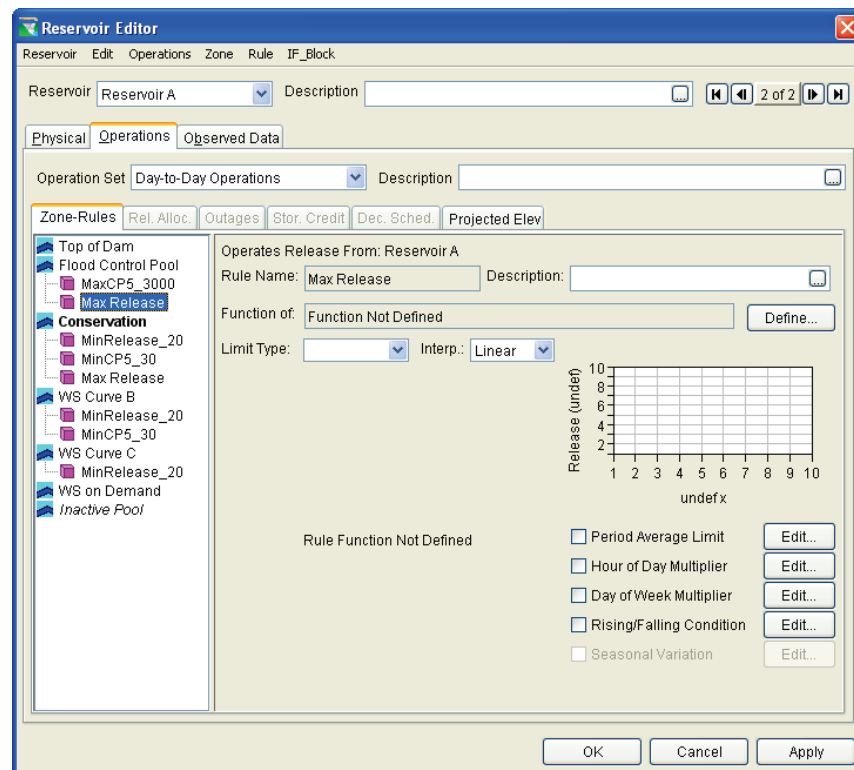 Reservoir Editor
Reservoir Edit Operations Zone Rule IF_Block
Reservoir Reservoir A Description ... 2 of 2
Physical Operations Observed Data
Operation Set Day-to-Day Operations Description ...
Zone-Rules Rel. Alloc. Outages Stor. Credit Dec. Sched. Projected Elev
Top of Dam
Flood Control Pool
MaxCP5_3000
Max Release
Conservation
MinRelease_20
MinCP5_30
Max Release
WS Curve B
MinRelease_20
MinCP5_30
WS Curve C
MinRelease_20
WS on Demand
Inactive Pool
Operates Release From: Reservoir A
Rule Name: Max Release Description: ...
Function of: Function Not Defined Define...
Limit Type: Interp.: Linear
Release (undef)
10
8
6
4
2
1 2 3 4 5 6 7 8 9 10
undef x
Rule Function Not Defined
Period Average Limit Edit...
Hour of Day Multiplier Edit...
Day of Week Multiplier Edit...
Rising/Falling Condition Edit...
Seasonal Variation Edit...
OK Cancel Apply